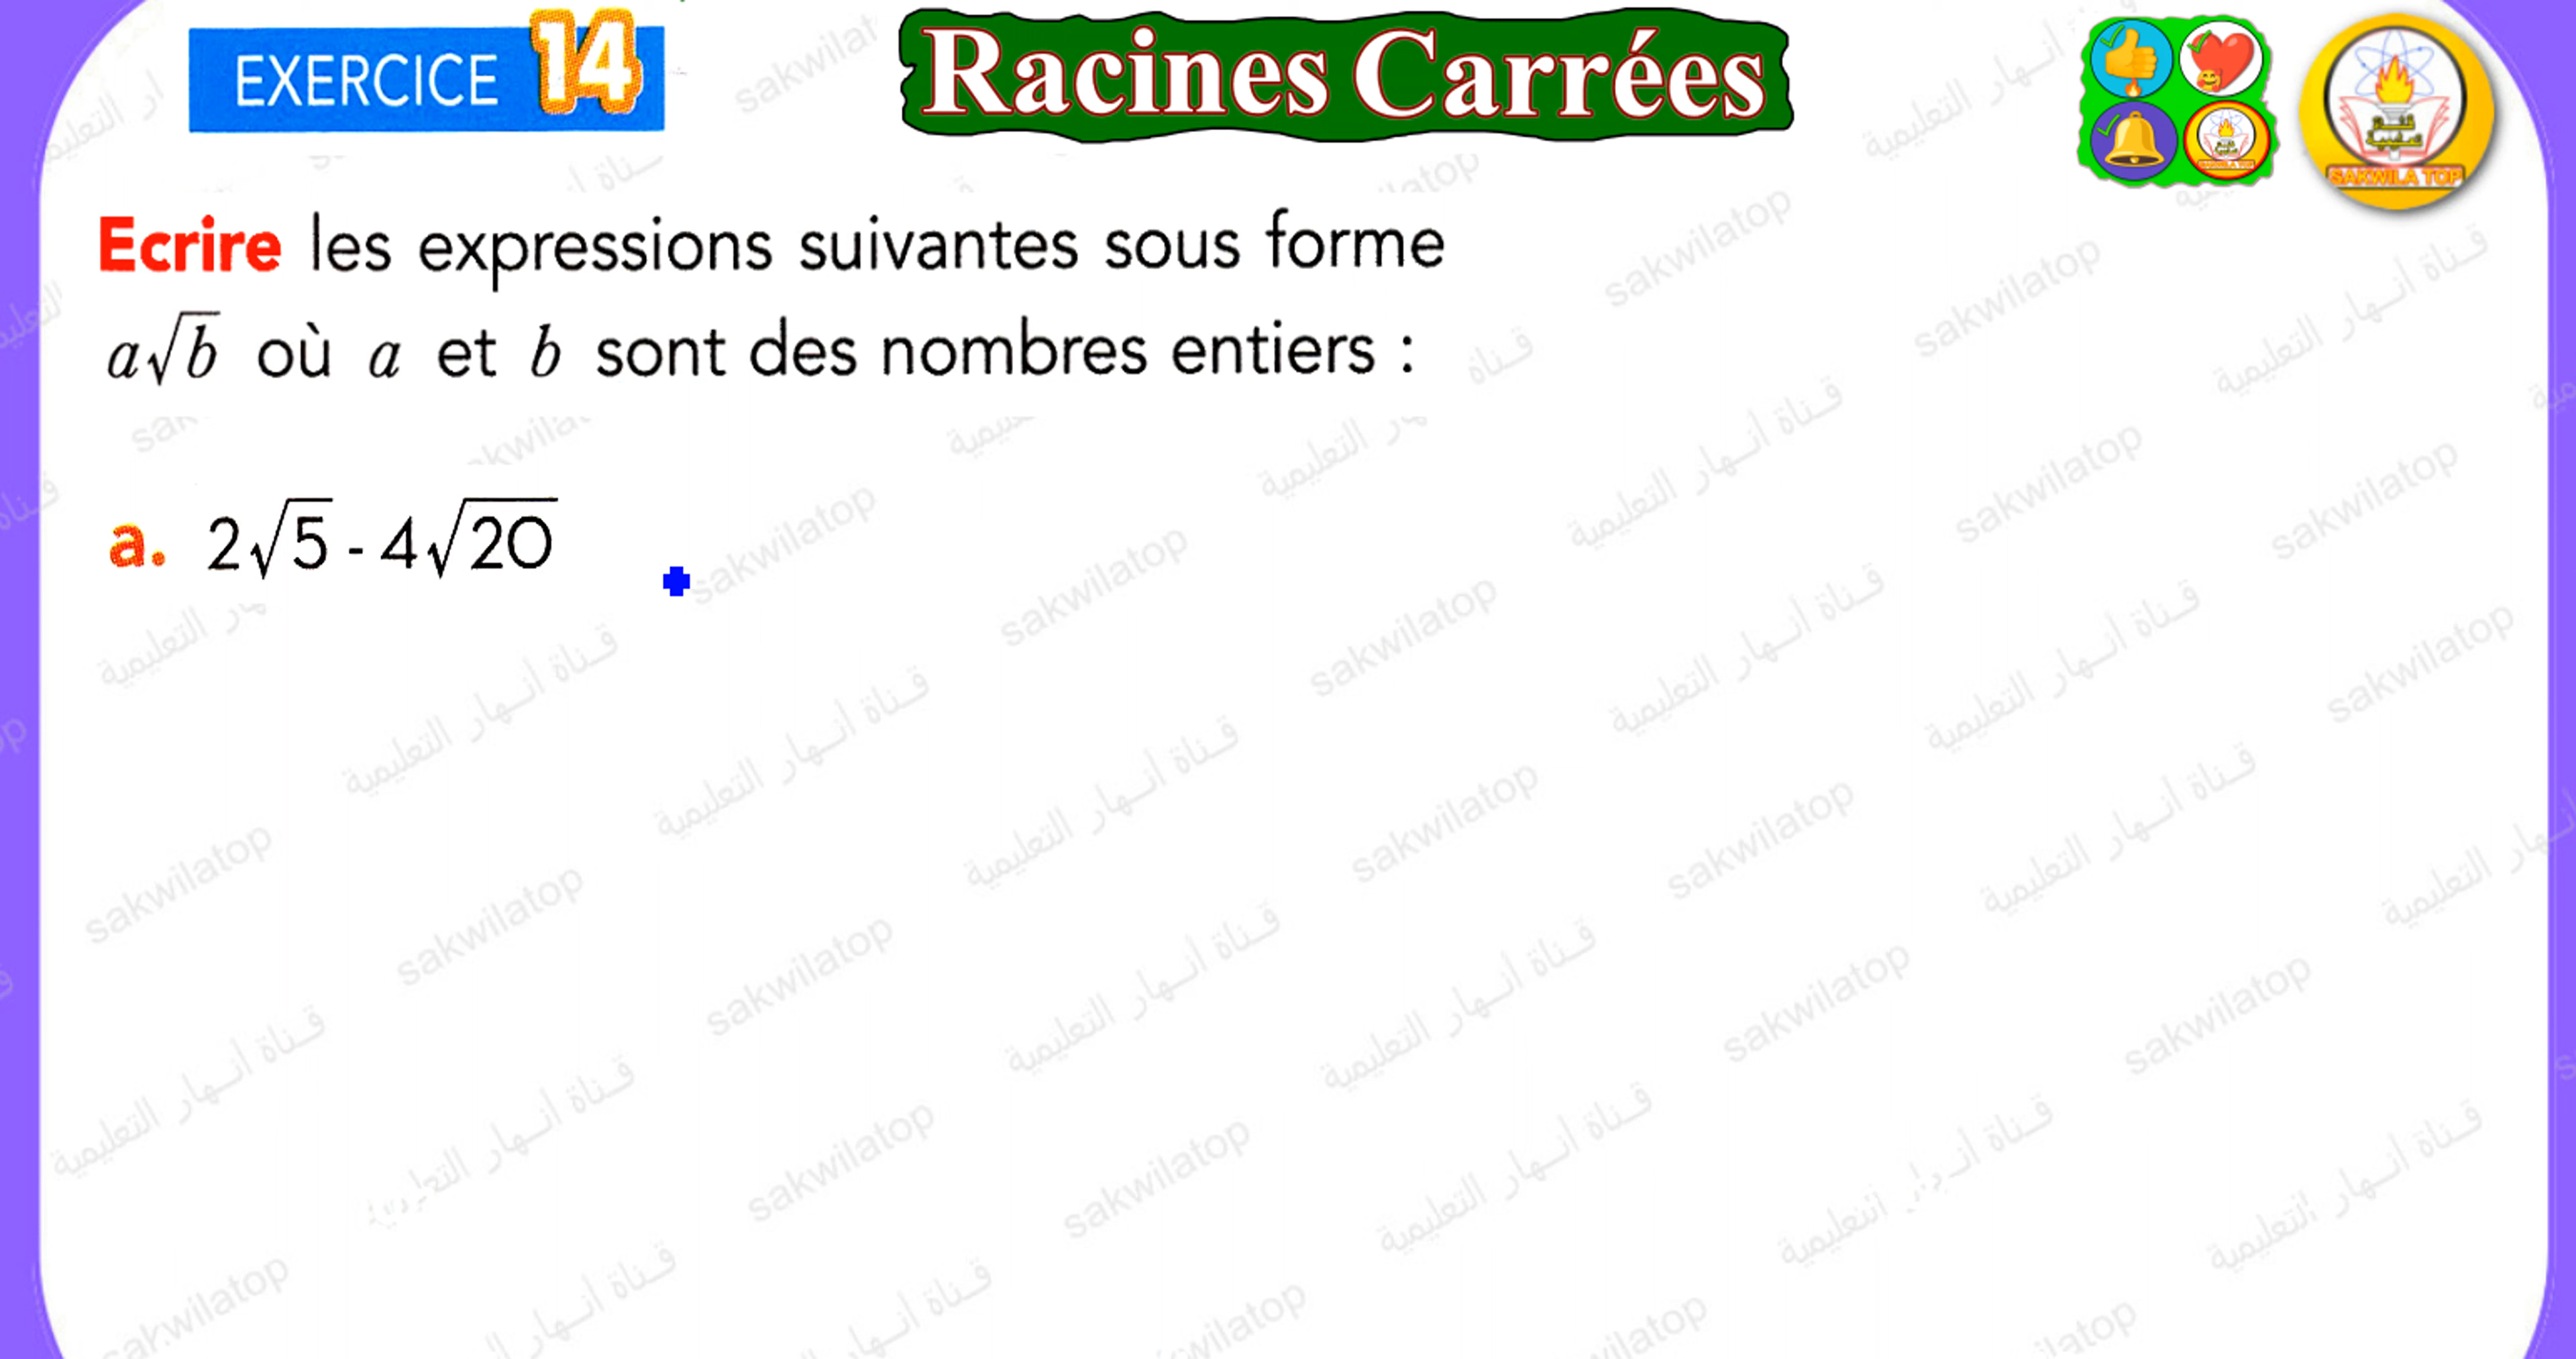 EXERCICE 14
Racines Carrées
SAKWILA TOP
Ecrire les expressions suivantes sous forme
a√b où a et b sont des nombres entiers :
a. 2√5 - 4√20
sakwilatop
قناة أنهار التعليمية